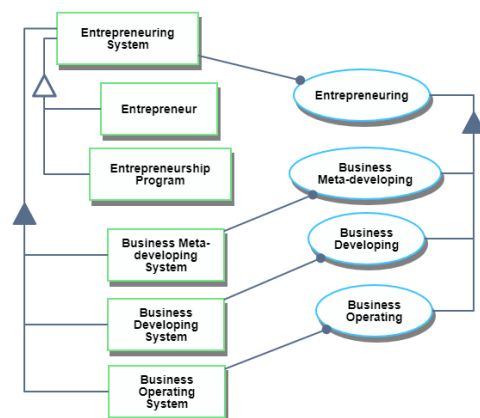 Entrepreneuring
System
Entrepreneuring
Entrepreneur
Entrepreneurship
Program
Business
Meta-developing
Business Meta-
developing
System
Business
Developing
Business
Developing
System
Business
Operating
Business
Operating System